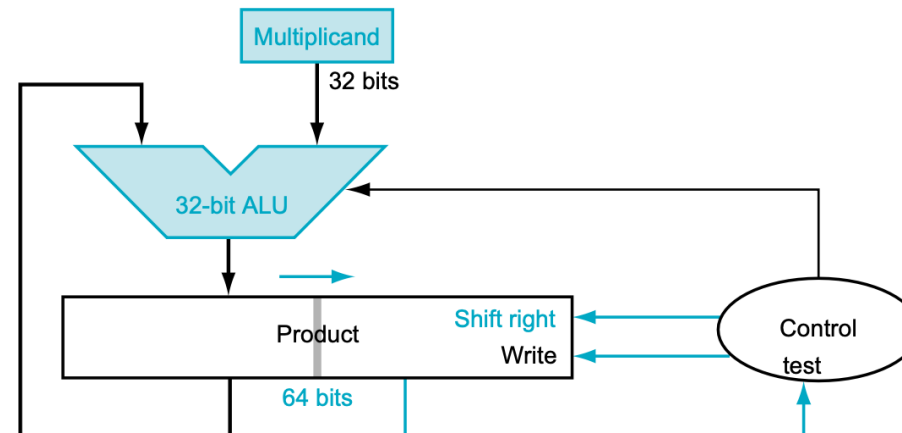 Multiplicand
32 bits
32-bit ALU
Product
Shift right
Write
64 bits
Control
test